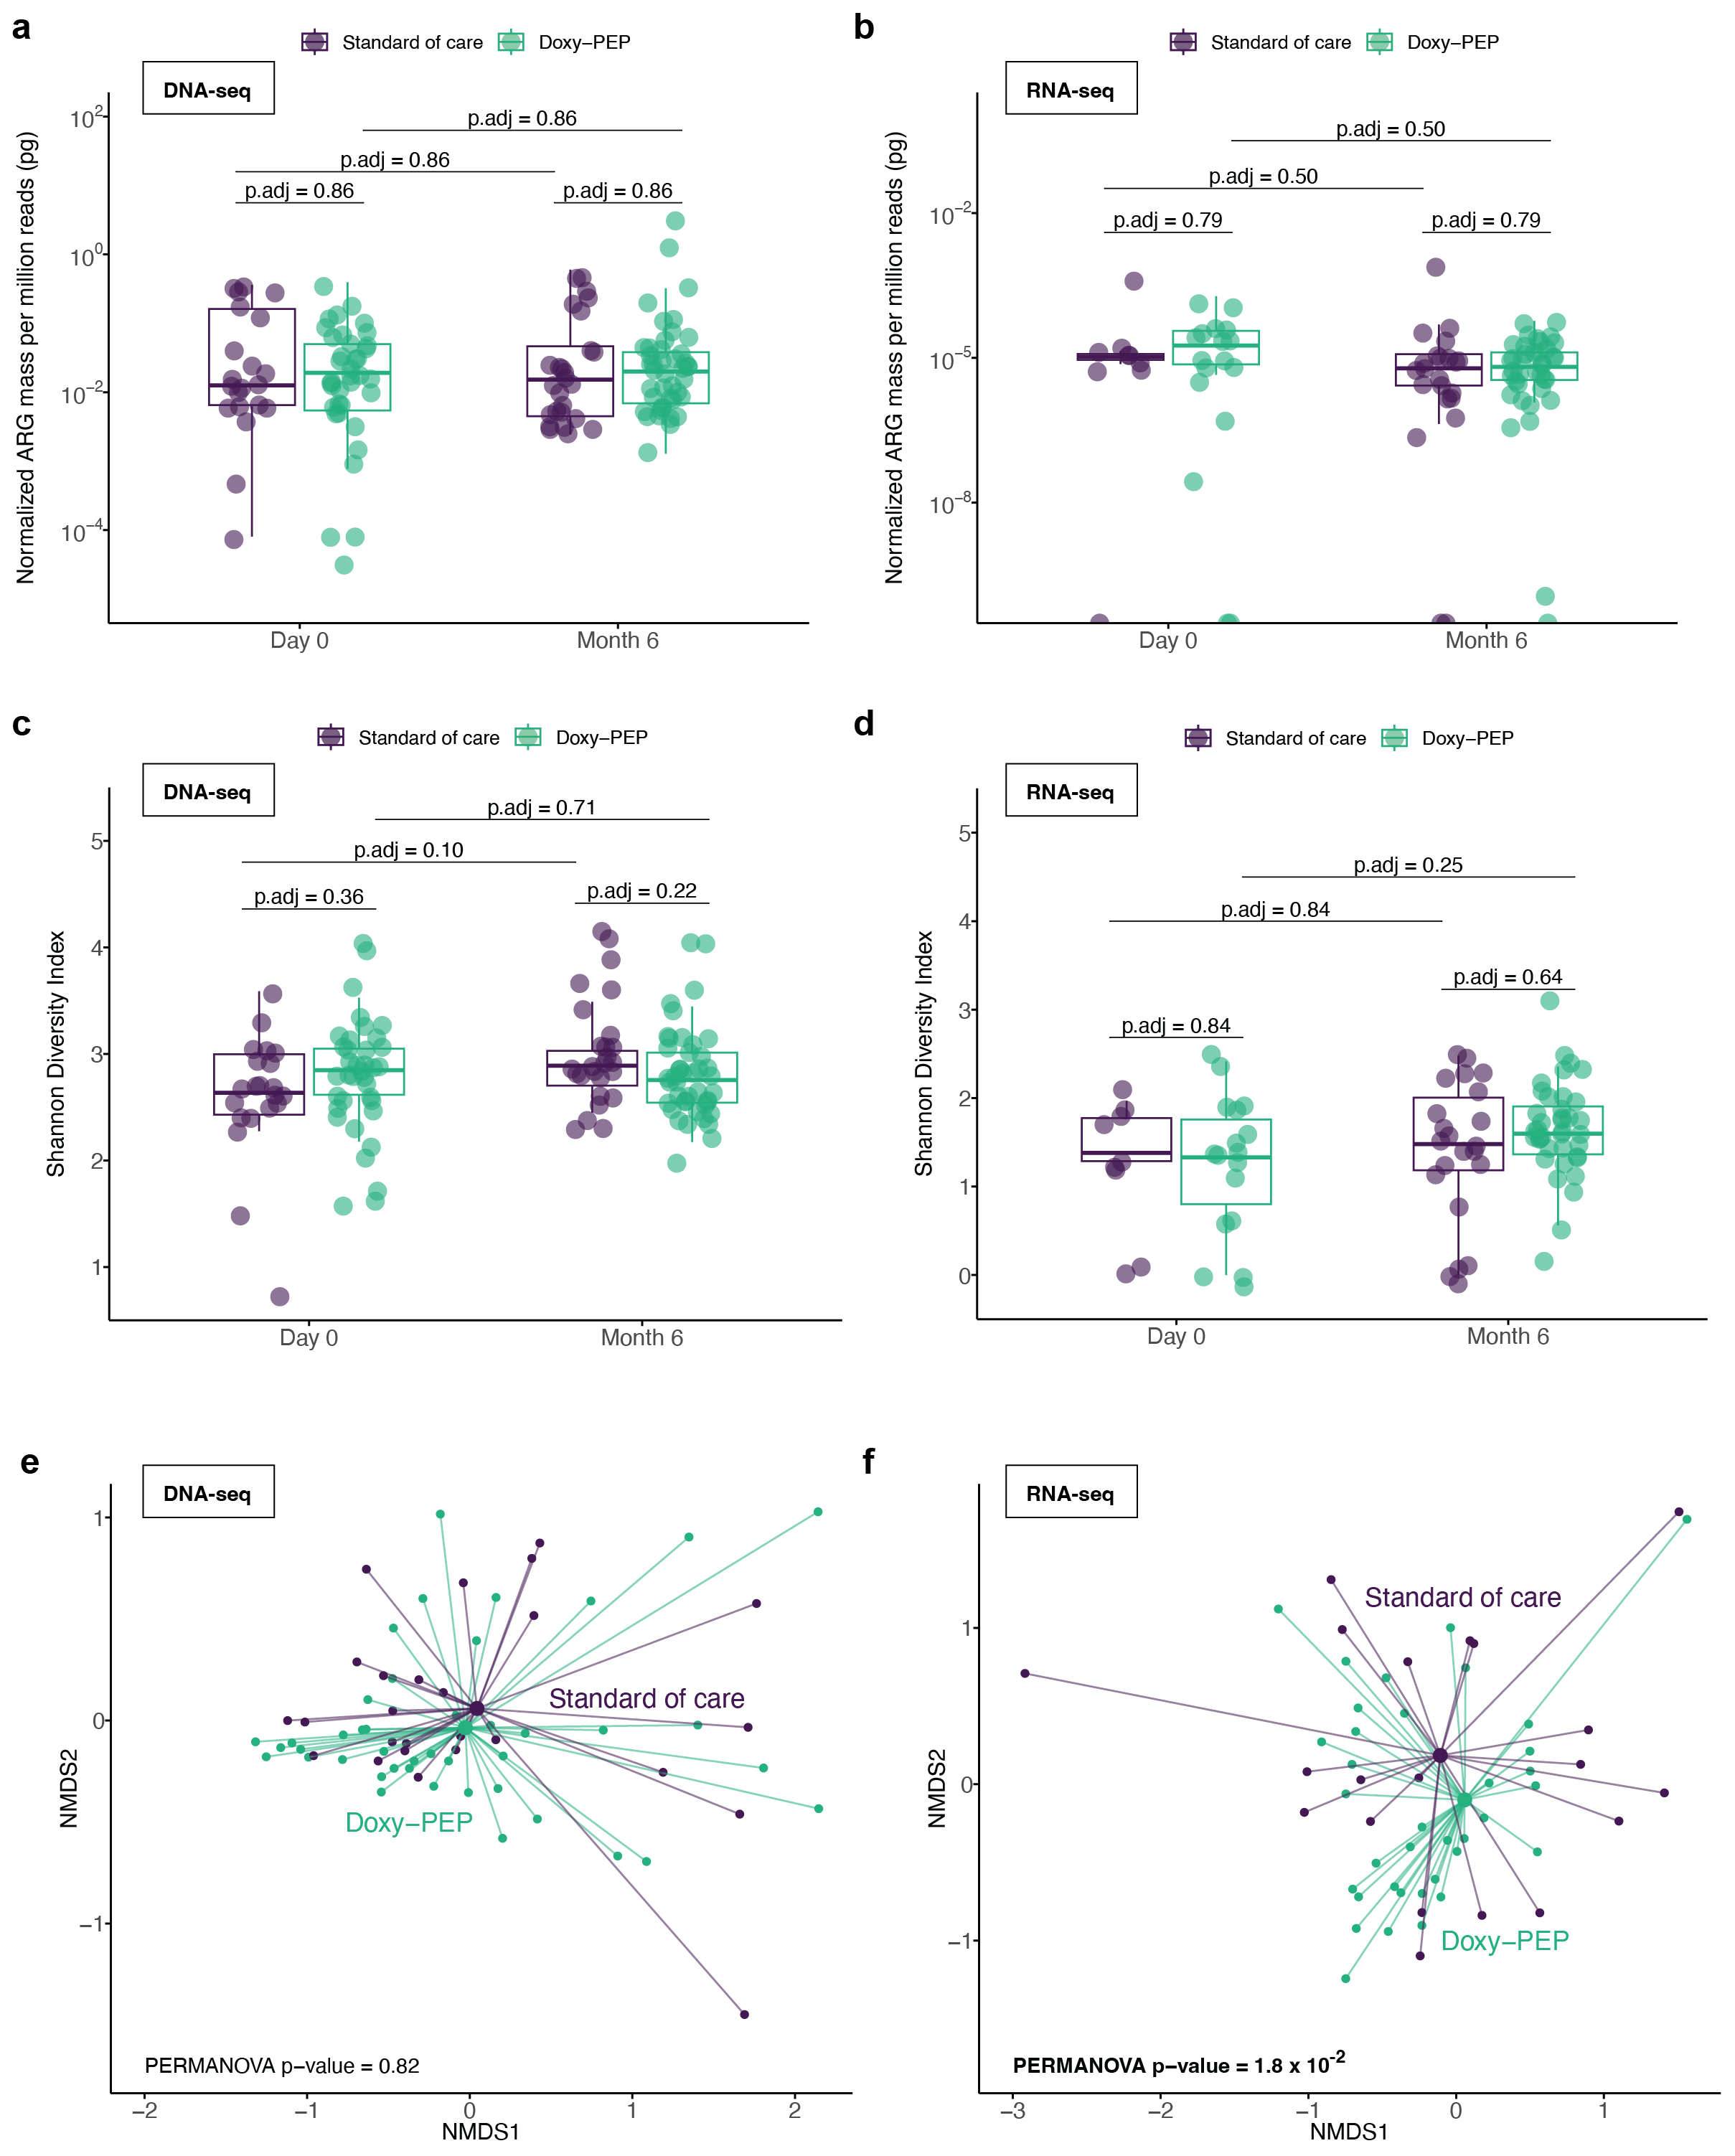 a
Standard of care
Doxy−PEP
DNA-seq
Normalized ARG mass per million reads (pg)
10²
10⁰
10⁻²
10⁻⁴
p.adj = 0.86
p.adj = 0.86
p.adj = 0.86
p.adj = 0.86
Day 0
Month 6
b
Standard of care
Doxy−PEP
RNA-seq
Normalized ARG mass per million reads (pg)
10⁻²
10⁻⁵
10⁻⁸
p.adj = 0.50
p.adj = 0.50
p.adj = 0.79
p.adj = 0.79
Day 0
Month 6
c
Standard of care
Doxy−PEP
DNA-seq
Shannon Diversity Index
5
4
3
2
1
p.adj = 0.71
p.adj = 0.10
p.adj = 0.36
p.adj = 0.22
Day 0
Month 6
d
Standard of care
Doxy−PEP
RNA-seq
Shannon Diversity Index
5
4
3
2
1
0
p.adj = 0.25
p.adj = 0.84
p.adj = 0.64
p.adj = 0.84
Day 0
Month 6
e
DNA-seq
NMDS2
1
0
−1
Standard of care
Doxy−PEP
PERMANOVA p−value = 0.82
−2
−1
0
1
2
NMDS1
f
RNA-seq
NMDS2
1
0
−1
Standard of care
Doxy−PEP
PERMANOVA p−value = 1.8 x 10⁻²
−3
−2
−1
0
1
NMDS1